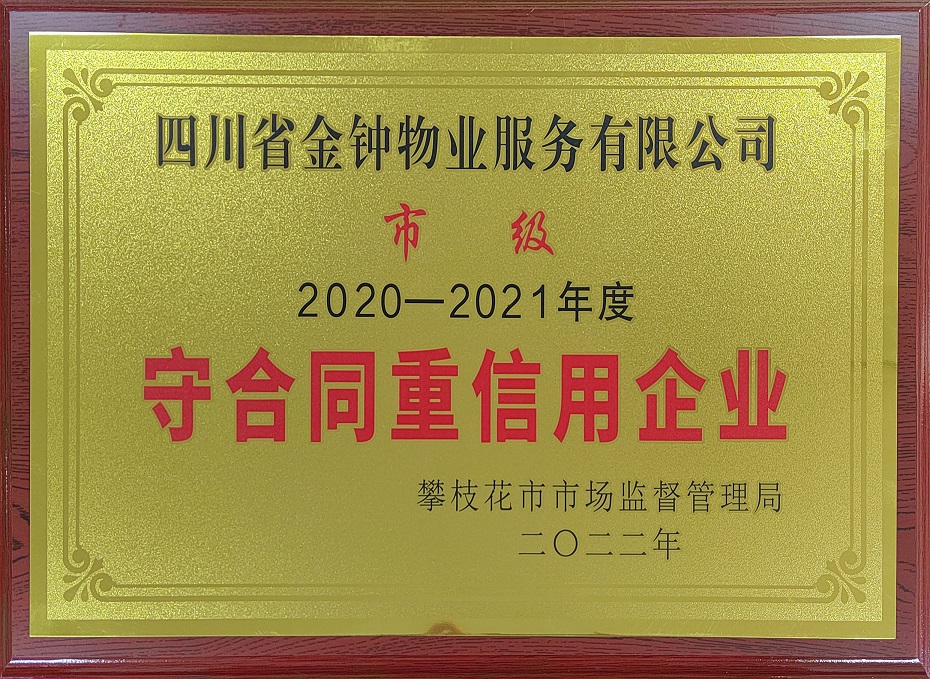 四川省金钟物业服务有限公司
市 级
2020—2021年度
守合同重信用企业
攀枝花市市场监督管理局
二〇二二年